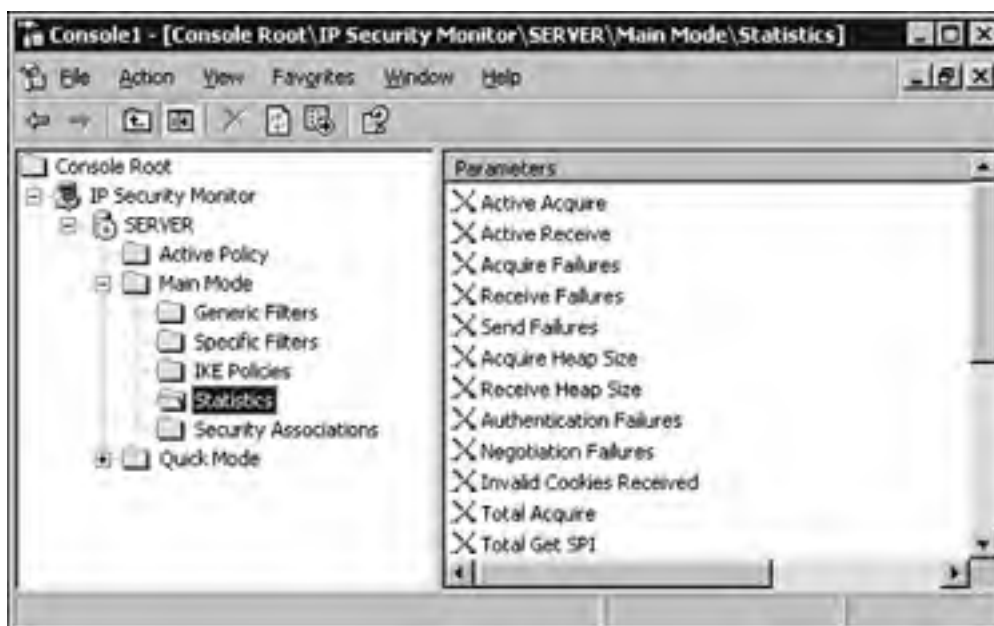 Console1 - [Console Root\IP Security Monitor\SERVER\Main Mode\Statistics]
File Action View Favorites Window Help
Console Root
IP Security Monitor
SERVER
Active Policy
Main Mode
Generic Filters
Specific Filters
IKE Policies
Statistics
Security Associations
Quick Mode
Parameters
Active Acquire
Active Receive
Acquire Failures
Receive Failures
Send Failures
Acquire Heap Size
Receive Heap Size
Authentication Failures
Negotiation Failures
Invalid Cookies Received
Total Acquire
Total Get SPI